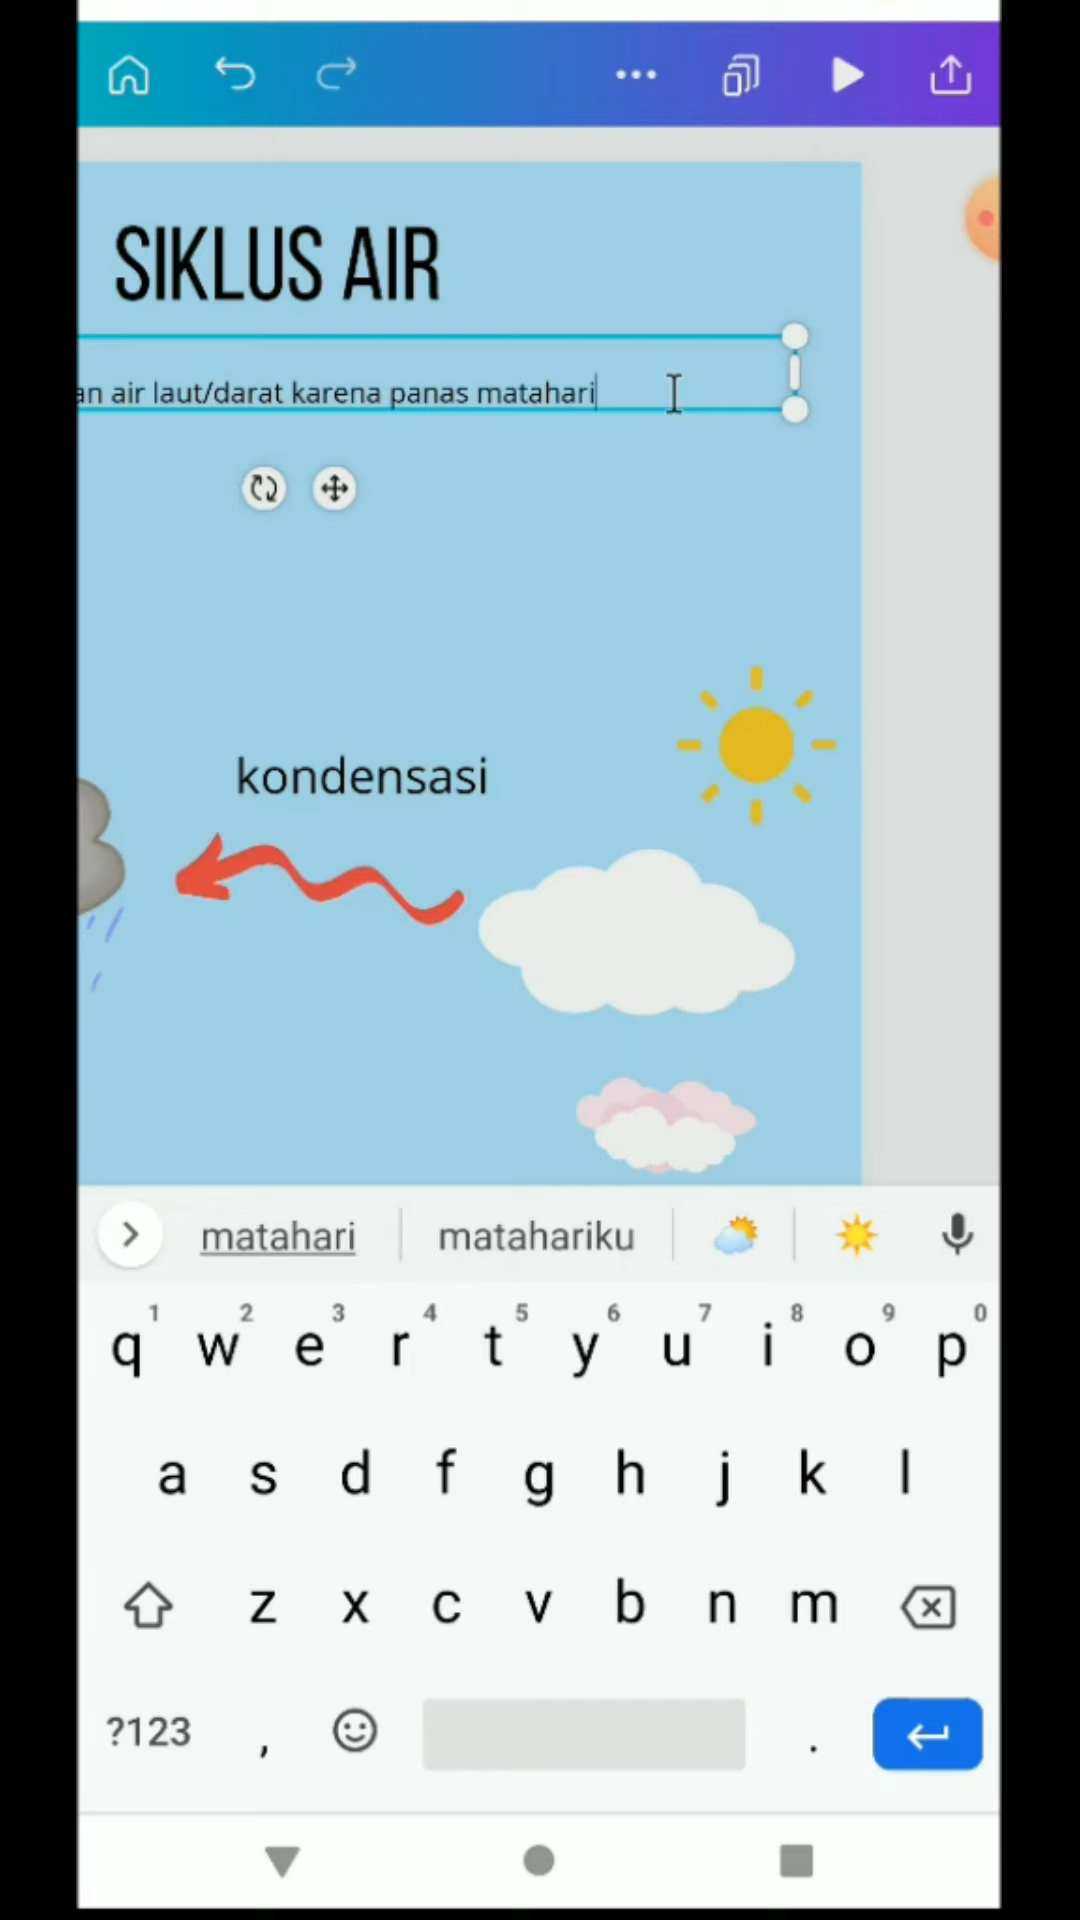 SIKLUS AIR
an air laut/darat karena panas matahari
kondensasi
matahari matahariku
1 2 3 4 5 6 7 8 9 0
q w e r t y u i o p
a s d f g h j k l
z x c v b n m
?123 , .